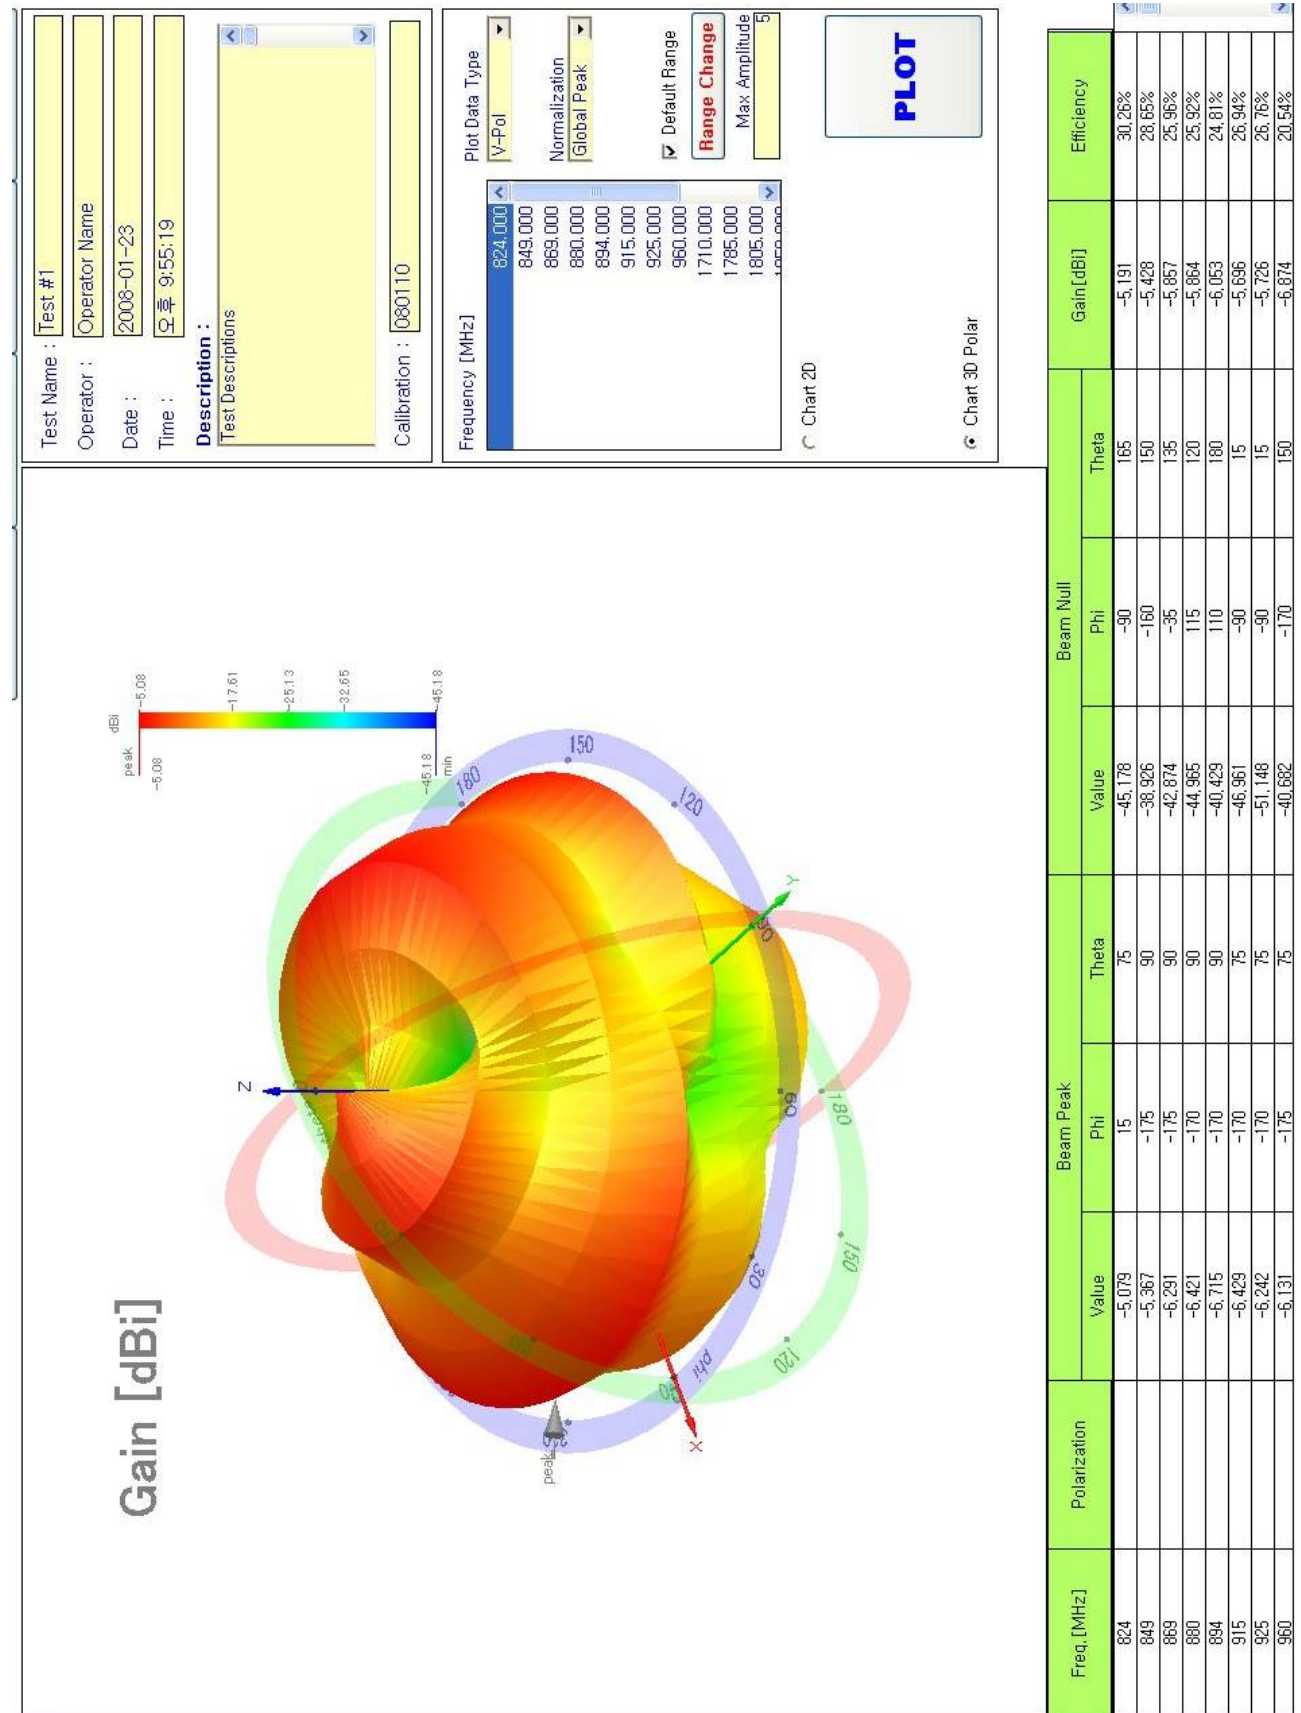 Gain [dBi]
peak
dBi
-5.08
-5.08
-17.61
-25.13
-32.65
-45.18
-45.18
min
Z
theta
peak
X
Y
phi
30
60
90
120
150
180
90
120
150
180
Test Name : Test #1
Operator : Operator Name
Date : 2008-01-23
Time : 오후 9:55:19
Description :
Test Descriptions
Calibration : 080110
Frequency [MHz]
824.000
849.000
869.000
880.000
894.000
915.000
925.000
960.000
1710.000
1785.000
1805.000
Plot Data Type
V-Pol
Normalization
Global Peak
Default Range
Range Change
Max Amplitude
5
Chart 2D
Chart 3D Polar
PLOT
Freq.[MHz] Polarization Beam Peak Beam Null Gain[dBi] Efficiency
Value Phi Theta Value Phi Theta
824 -5,079 15 75 -45,178 -90 165 -5,191 30,26%
849 -5,367 -175 90 -38,926 -160 150 -5,428 28,65%
869 -6,291 -175 90 -42,874 -35 135 -5,857 25,96%
880 -6,421 -170 90 -44,965 115 120 -5,864 25,92%
894 -6,715 -170 90 -40,429 110 180 -6,053 24,81%
915 -6,429 -170 75 -46,961 -90 15 -5,696 26,94%
925 -6,242 -170 75 -51,148 -90 15 -5,726 26,76%
960 -6,131 -175 75 -40,682 -170 150 -6,874 20,54%